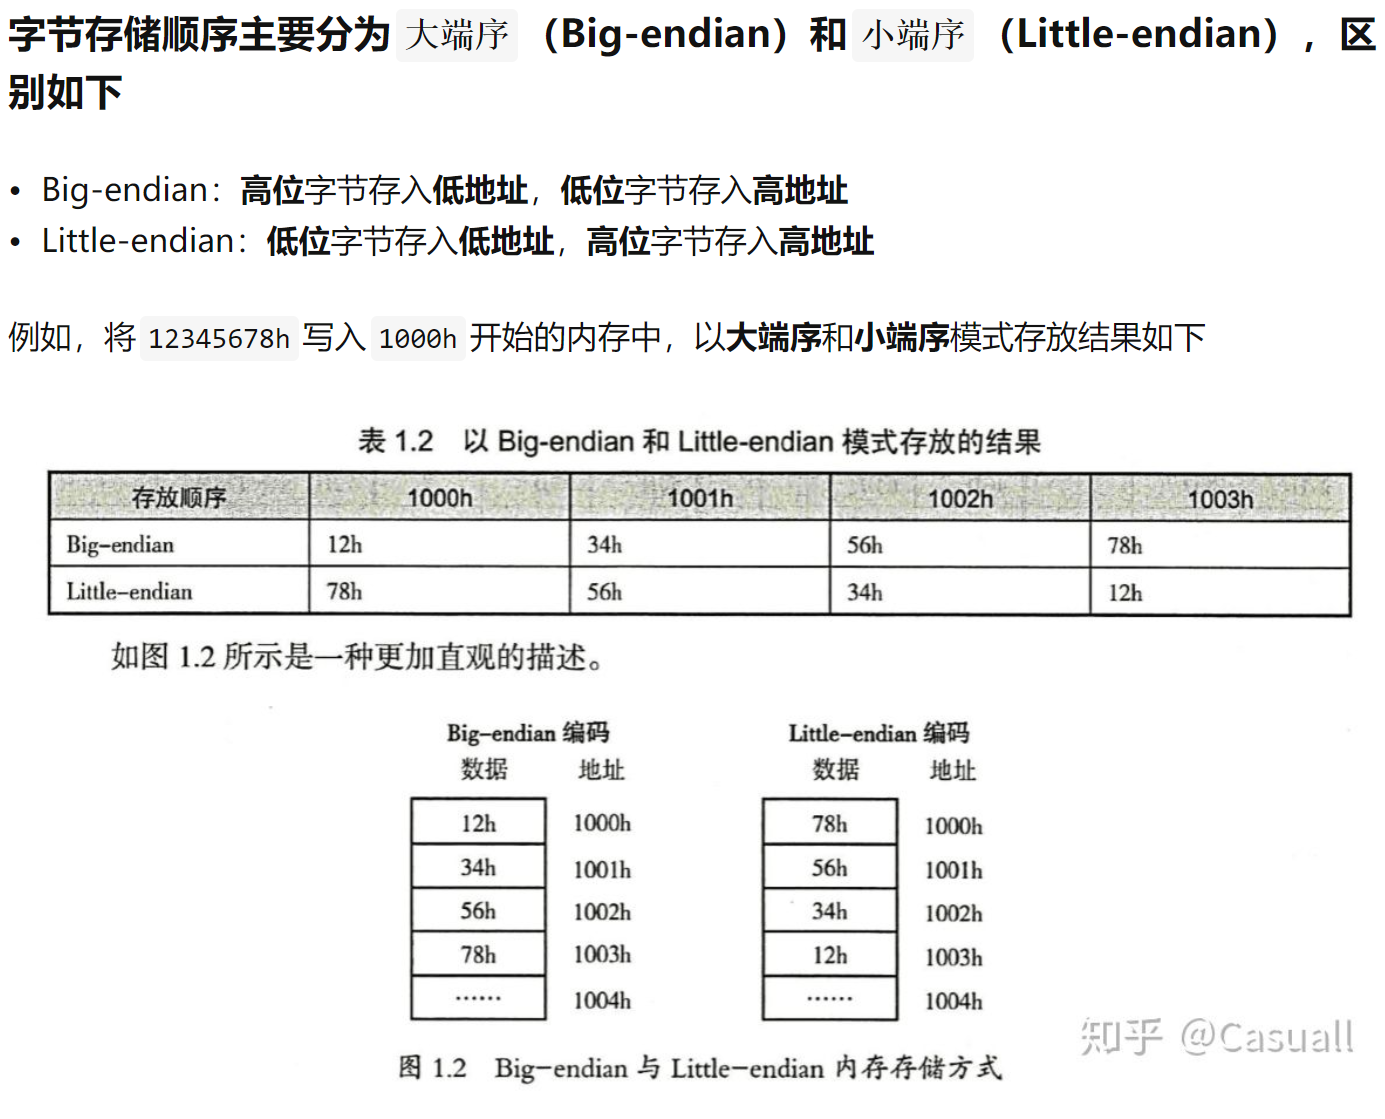 字节存储顺序主要分为 大端序 （Big-endian）和 小端序 （Little-endian），区
别如下
• Big-endian：高位字节存入低地址，低位字节存入高地址
• Little-endian：低位字节存入低地址，高位字节存入高地址
例如，将 12345678h 写入 1000h 开始的内存中，以大端序和小端序模式存放结果如下
表 1.2 以 Big-endian 和 Little-endian 模式存放的结果
存放顺序 1000h 1001h 1002h 1003h
Big-endian 12h 34h 56h 78h
Little-endian 78h 56h 34h 12h
如图 1.2 所示是一种更加直观的描述。
Big-endian 编码 Little-endian 编码
数据 地址 数据 地址
12h 1000h 78h 1000h
34h 1001h 56h 1001h
56h 1002h 34h 1002h
78h 1003h 12h 1003h
…… 1004h …… 1004h
图 1.2 Big-endian 与 Little-endian 内存存储方式
知乎 @Casuall